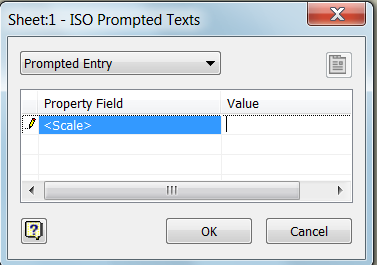 Sheet:1 - ISO Prompted Texts
Prompted Entry
Property Field Value
<Scale>
OK Cancel